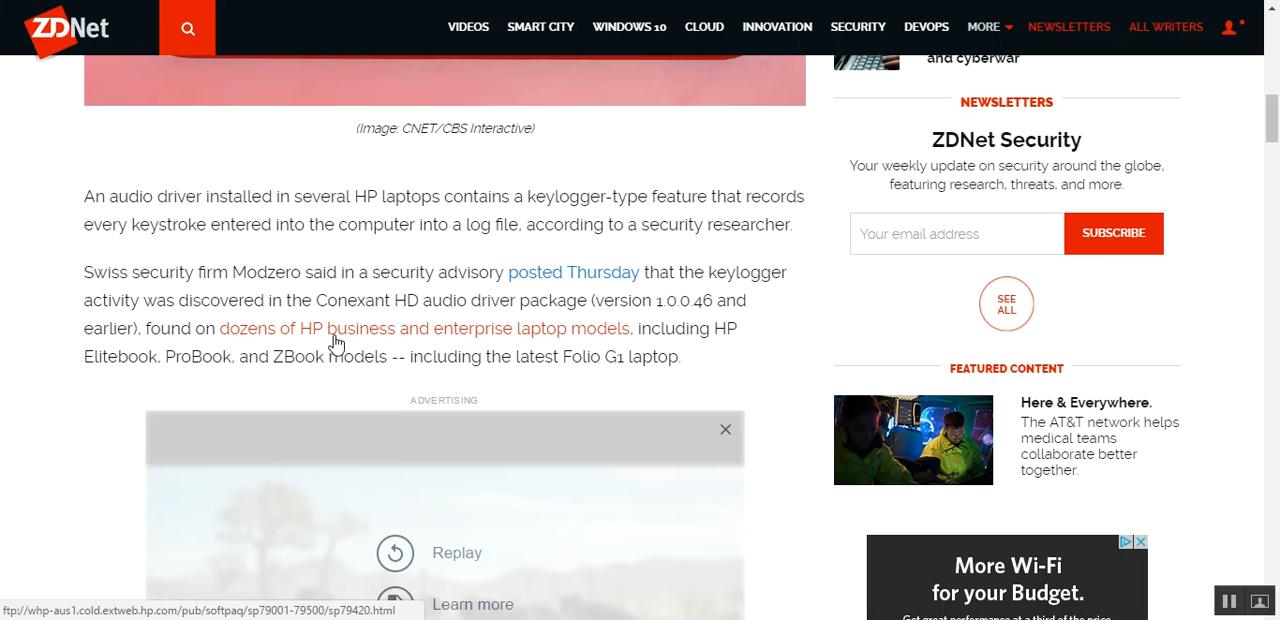 ZDNet
VIDEOS SMART CITY WINDOWS 10 CLOUD INNOVATION SECURITY DEVOPS MORE NEWSLETTERS ALL WRITERS
(Image: CNET/CBS Interactive)
An audio driver installed in several HP laptops contains a keylogger-type feature that records
every keystroke entered into the computer into a log file, according to a security researcher.
Swiss security firm Modzero said in a security advisory posted Thursday that the keylogger
activity was discovered in the Conexant HD audio driver package (version 1.0.0.46 and
earlier), found on dozens of HP business and enterprise laptop models, including HP
Elitebook, ProBook, and ZBook models -- including the latest Folio G1 laptop.
ADVERTISING
Replay
Learn more
ftp://whp-aus1.cold.extweb.hp.com/pub/softpaq/sp79001-79500/sp79420.html
and cyberwar
NEWSLETTERS
ZDNet Security
Your weekly update on security around the globe,
featuring research, threats, and more.
Your email address
SUBSCRIBE
SEE
ALL
FEATURED CONTENT
Here & Everywhere.
The AT&T network helps
medical teams
collaborate better
together.
More Wi-Fi
for your Budget.
Get great performance at a third of the price